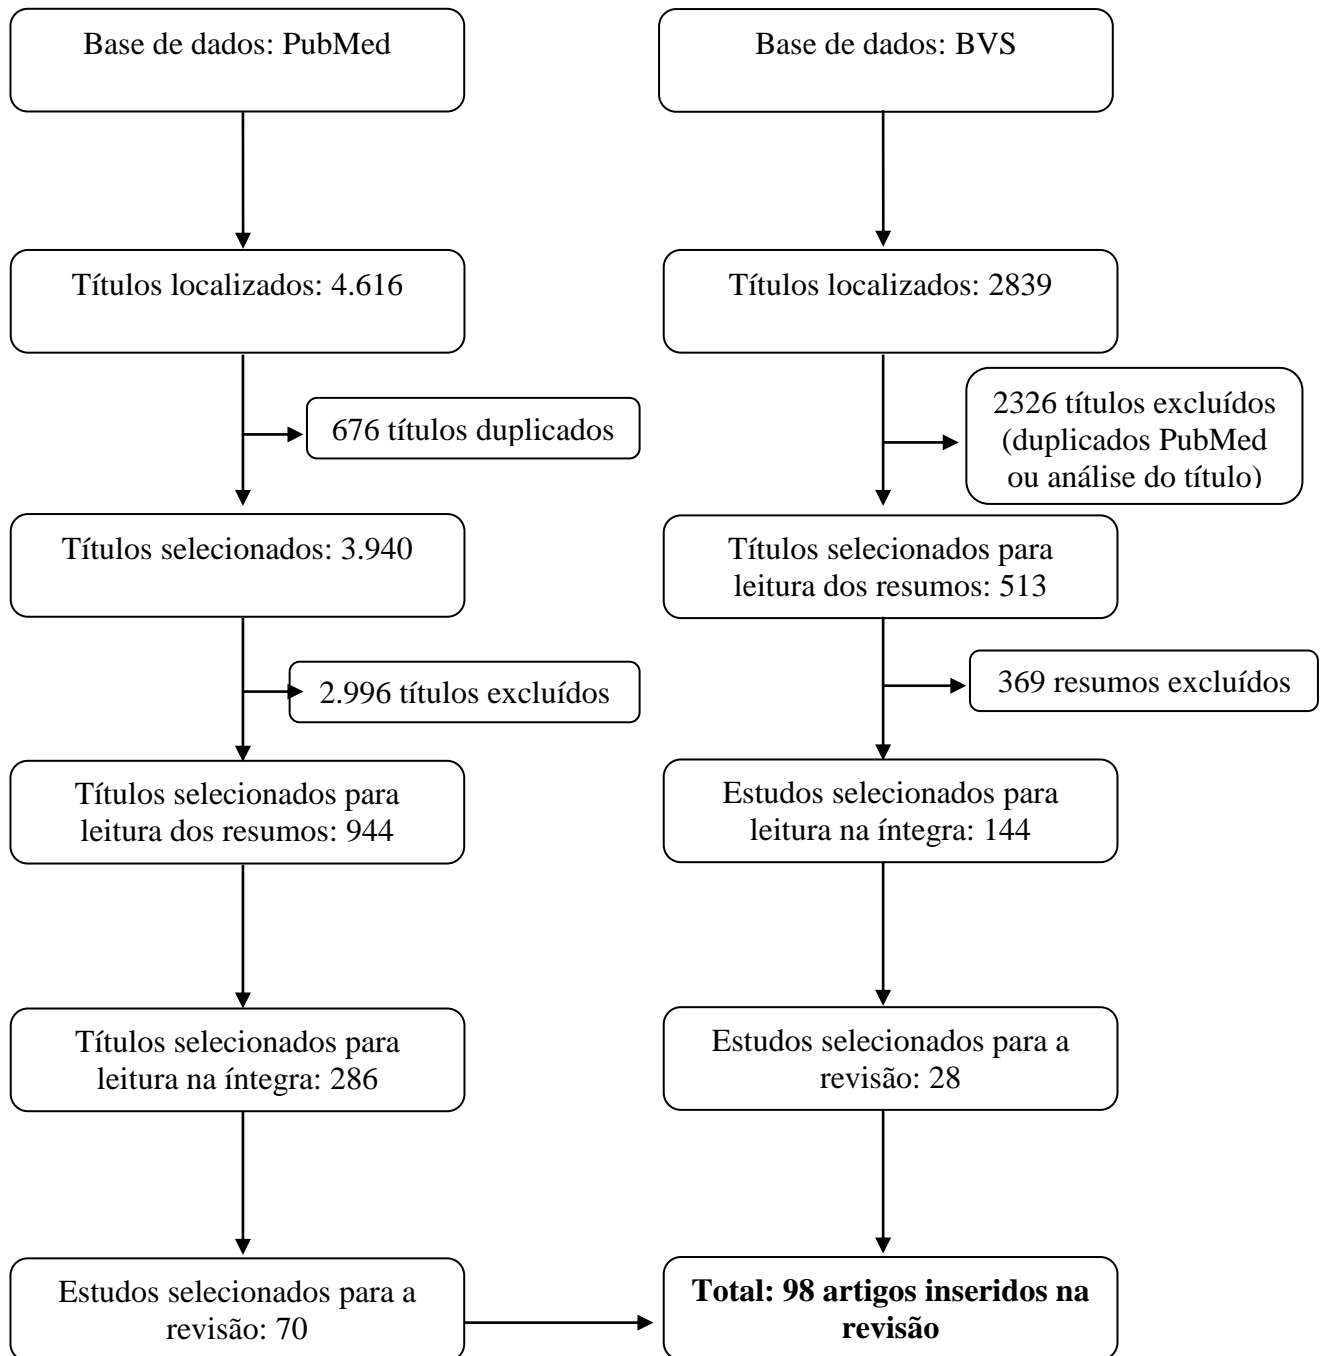 Base de dados: PubMed
Títulos localizados: 4.616
676 títulos duplicados
Títulos selecionados: 3.940
2.996 títulos excluídos
Títulos selecionados para
leitura dos resumos: 944
Títulos selecionados para
leitura na íntegra: 286
Estudos selecionados para a
revisão: 70
Base de dados: BVS
Títulos localizados: 2839
2326 títulos excluídos
(duplicados PubMed
ou análise do título)
Títulos selecionados para
leitura dos resumos: 513
369 resumos excluídos
Estudos selecionados para
leitura na íntegra: 144
Estudos selecionados para a
revisão: 28
Total: 98 artigos inseridos na
revisão